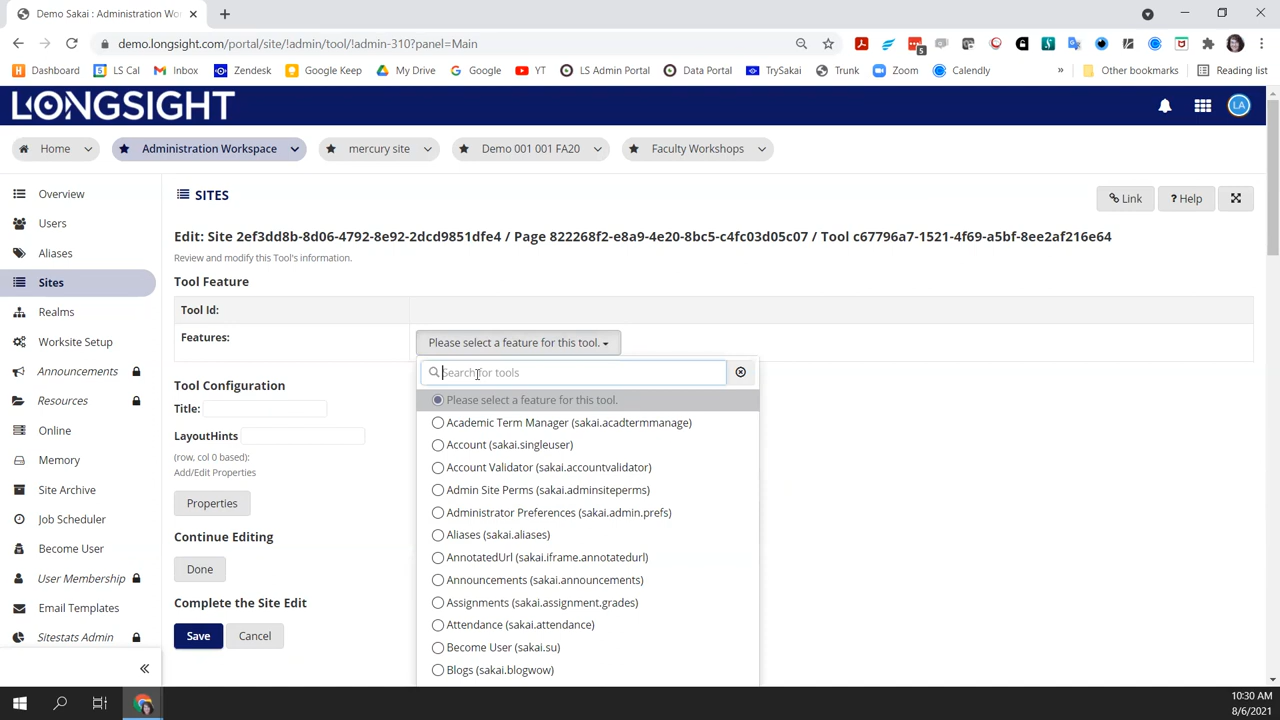 Demo Sakai : Administration Wo
demo.longsight.com/portal/site/!admin/tool/!admin-310?panel=Main
5
Dashboard LS Cal Inbox Zendesk Google Keep My Drive Google YT LS Admin Portal Data Portal TrySakai Trunk Zoom Calendly » Other bookmarks Reading list
LONGSIGHT
LA
Home Administration Workspace mercury site Demo 001 001 FA20 Faculty Workshops
Overview
Users
Aliases
Sites
Realms
Worksite Setup
Announcements
Resources
Online
Memory
Site Archive
Job Scheduler
Become User
User Membership
Email Templates
Sitestats Admin
SITES
Link ? Help
Edit: Site 2ef3dd8b-8d06-4792-8e92-2dcd9851dfe4 / Page 822268f2-e8a9-4e20-8bc5-c4fc03d05c07 / Tool c67796a7-1521-4f69-a5bf-8ee2af216e64
Review and modify this Tool's information.
Tool Feature
Tool Id:
Features:
Please select a feature for this tool.
Search for tools
Please select a feature for this tool.
Academic Term Manager (sakai.acadtermmanage)
Account (sakai.singleuser)
Account Validator (sakai.accountvalidator)
Admin Site Perms (sakai.adminsiteperms)
Administrator Preferences (sakai.admin.prefs)
Aliases (sakai.aliases)
AnnotatedUrl (sakai.iframe.annotatedurl)
Announcements (sakai.announcements)
Assignments (sakai.assignment.grades)
Attendance (sakai.attendance)
Become User (sakai.su)
Blogs (sakai.blogwow)
Tool Configuration
Title:
LayoutHints
(row, col 0 based):
Add/Edit Properties
Properties
Continue Editing
Done
Complete the Site Edit
Save Cancel
10:30 AM
8/6/2021